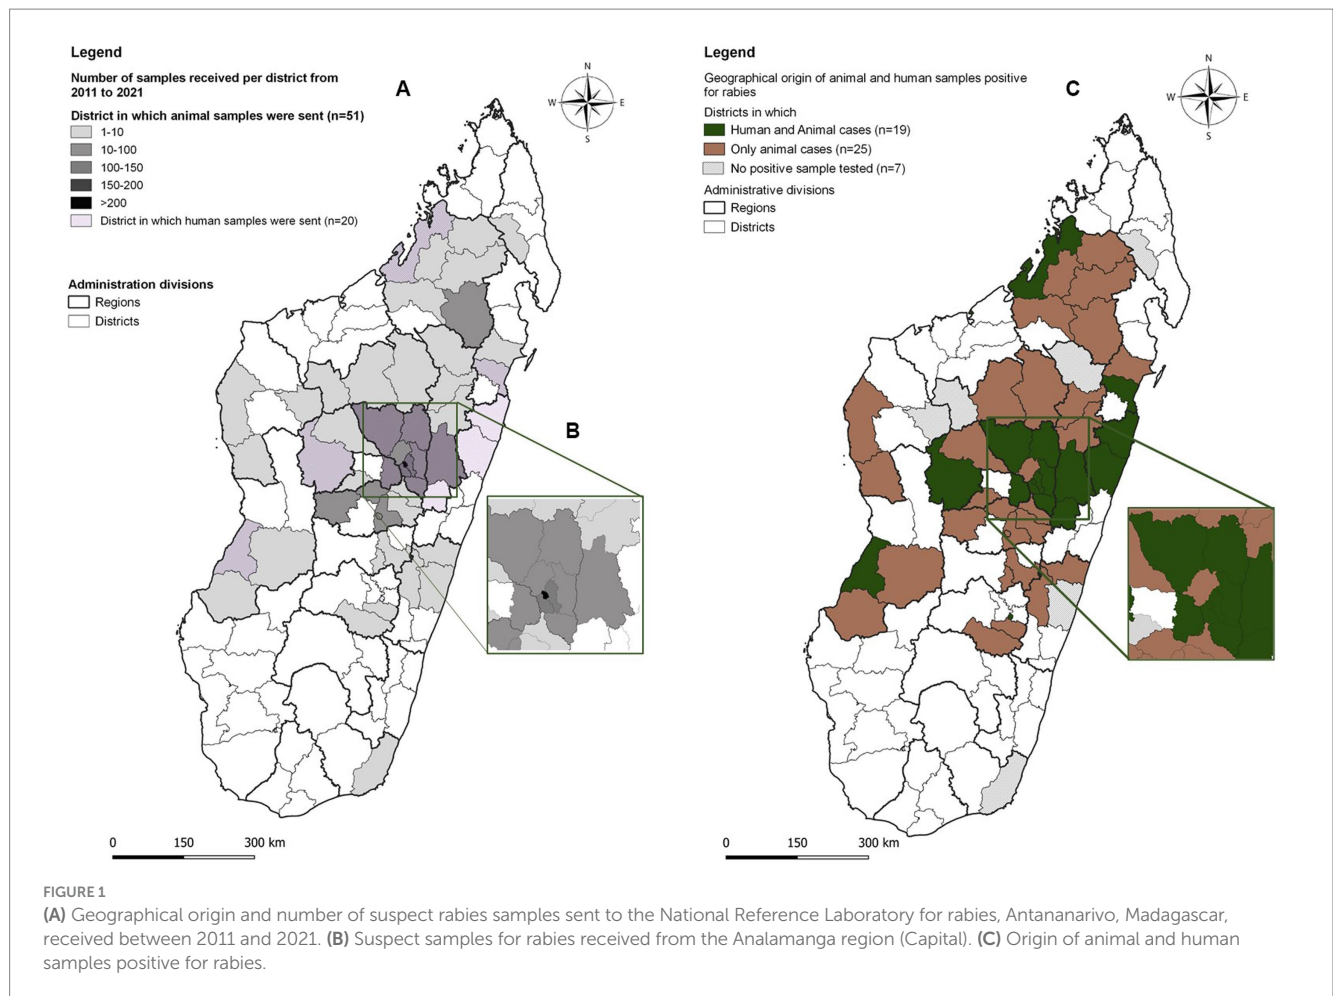 Legend
Number of samples received per district from
2011 to 2021
District in which animal samples were sent (n=51)
1-10
10-100
100-150
150-200
>200
District in which human samples were sent (n=20)
Administration divisions
Regions
Districts
A
N
W
E
S
B
0
150
300 km
Legend
Geographical origin of animal and human samples positive
for rabies
Districts in which
Human and Animal cases (n=19)
Only animal cases (n=25)
No positive sample tested (n=7)
Administrative divisions
Regions
Districts
C
N
W
E
S
0
150
300 km
FIGURE 1
(A) Geographical origin and number of suspect rabies samples sent to the National Reference Laboratory for rabies, Antananarivo, Madagascar,
received between 2011 and 2021. (B) Suspect samples for rabies received from the Analamanga region (Capital). (C) Origin of animal and human
samples positive for rabies.